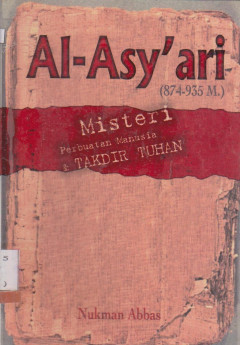 Al-Asy'ari
(874-935 M.)
Misteri
Perbuatan Manusia
& TAKDIR TUHAN
S
Nukman Abbas